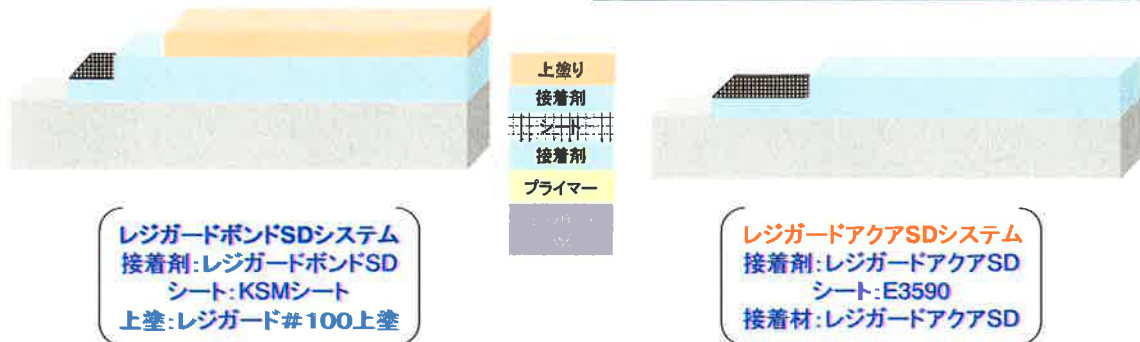 上塗り
接着剤
シート
接着剤
プライマー
レジガードボンドSDシステム
接着剤:レジガードボンドSD
シート:KSMシート
上塗:レジガード#100上塗
レジガードアクアSDシステム
接着剤:レジガードアクアSD
シート:E3590
接着材:レジガードアクアSD